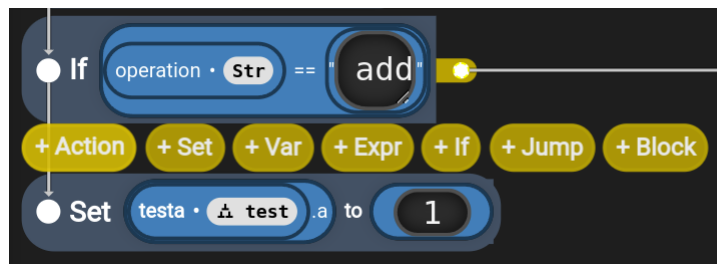 If operation • Str == "add"
+ Action + Set + Var + Expr + If + Jump + Block
Set testa • test .a to 1